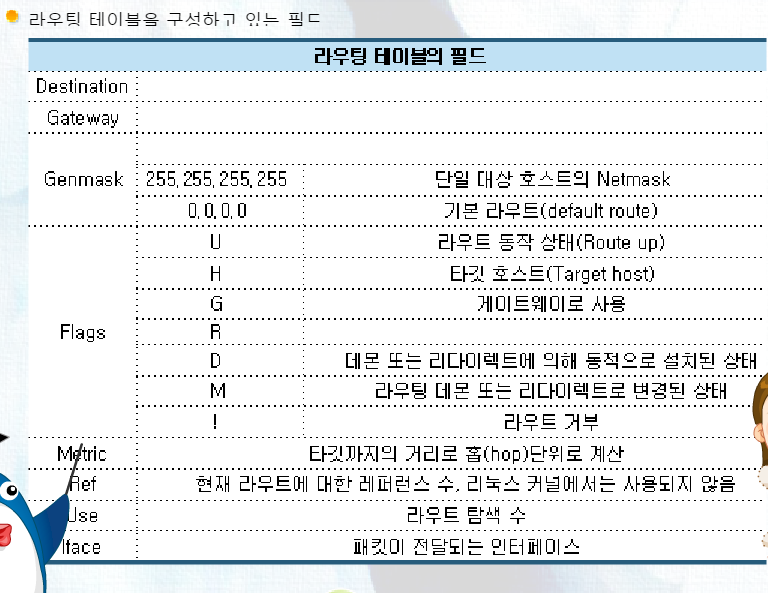 라우팅 테이블을 구성하고 있는 필드
라우팅 테이블의 필드
Destination
Gateway
Genmask
255.255.255.255 단일 대상 호스트의 Netmask
0.0.0.0 기본 라우트(default route)
Flags
U 라우트 동작 상태(Route up)
H 타깃 호스트(Target host)
G 게이트웨이로 사용
R
D 데몬 또는 리다이렉트에 의해 동적으로 설치된 상태
M 라우팅 데몬 또는 리다이렉트로 변경된 상태
! 라우트 거부
Metric 타깃까지의 거리로 홉(hop)단위로 계산
Ref 현재 라우트에 대한 레퍼런스 수, 리눅스 커널에서는 사용되지 않음
Use 라우트 탐색 수
Iface 패킷이 전달되는 인터페이스